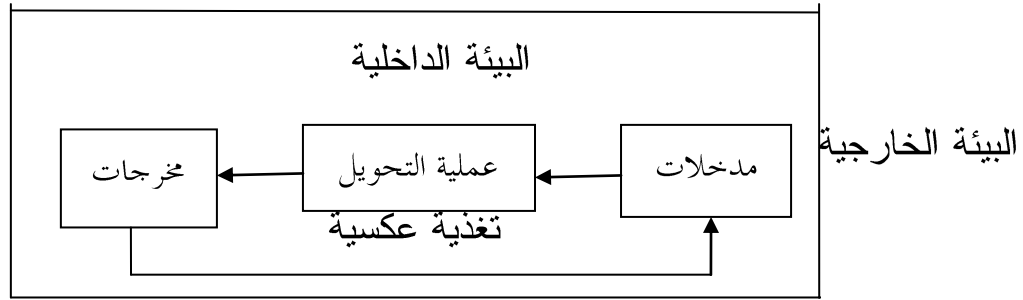 البيئة الداخلية
البيئة الخارجية
مدخلات
عملية التحويل
مخرجات
تغذية عكسية